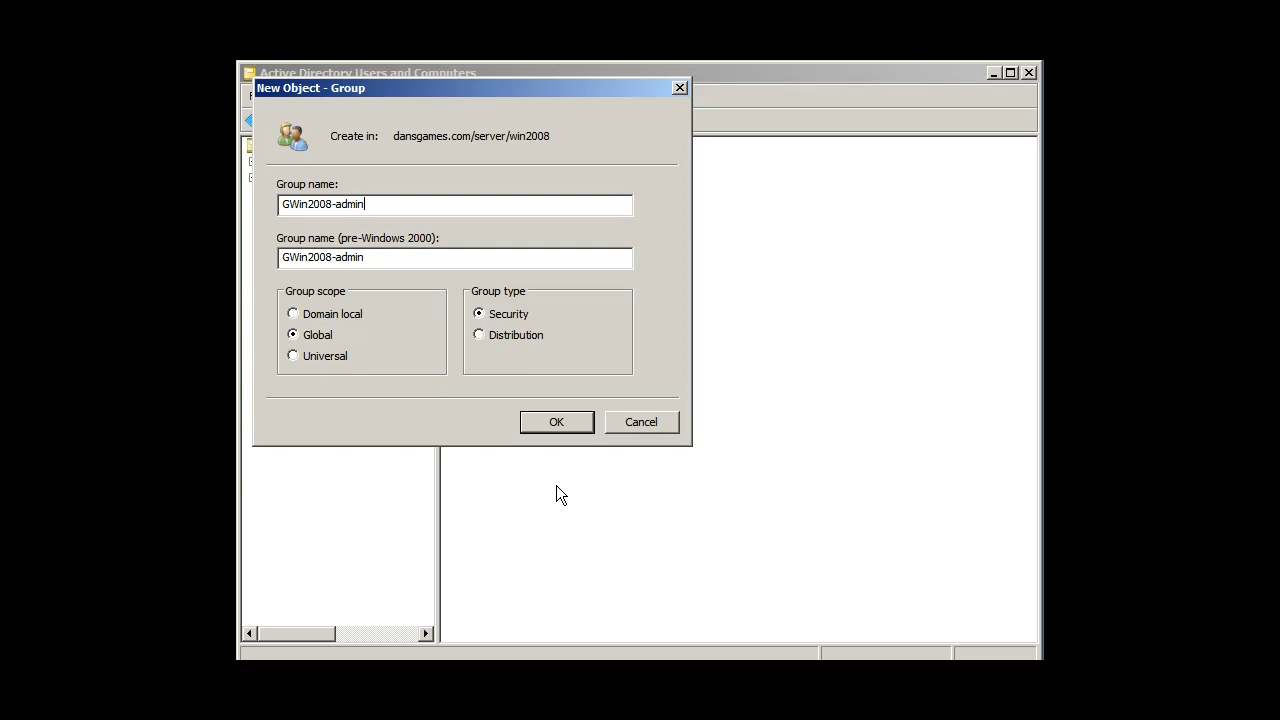 Active Directory Users and Computers
New Object - Group
Create in: dansgames.com/server/win2008
Group name:
GWin2008-admin
Group name (pre-Windows 2000):
GWin2008-admin
Group scope
Domain local
Global
Universal
Group type
Security
Distribution
OK
Cancel